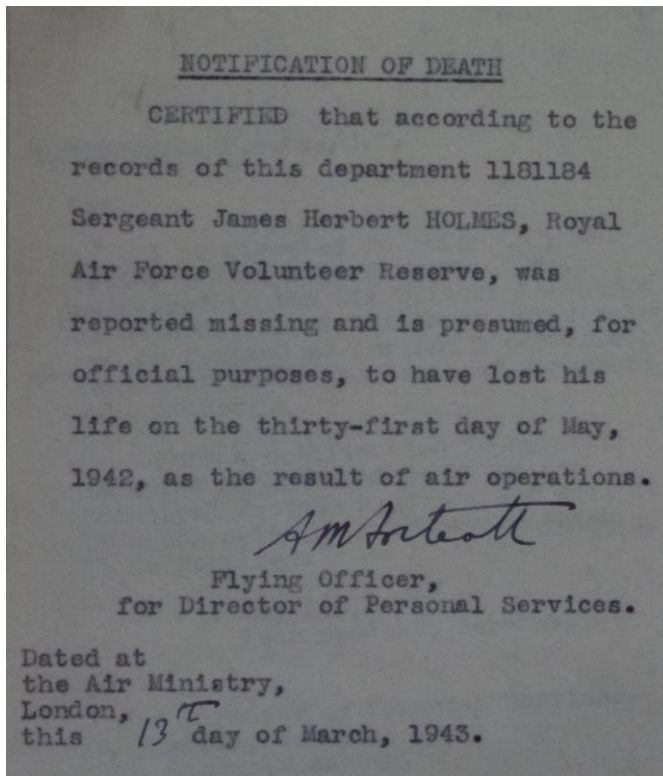 NOTIFICATION OF DEATH
CERTIFIED that according to the
records of this department 1181184
Sergeant James Herbert HOLMES, Royal
Air Force Volunteer Reserve, was
reported missing and is presumed, for
official purposes, to have lost his
life on the thirty-first day of May,
1942, as the result of air operations.
Flying Officer,
for Director of Personal Services.
Dated at
the Air Ministry,
London,
this 13th day of March, 1943.